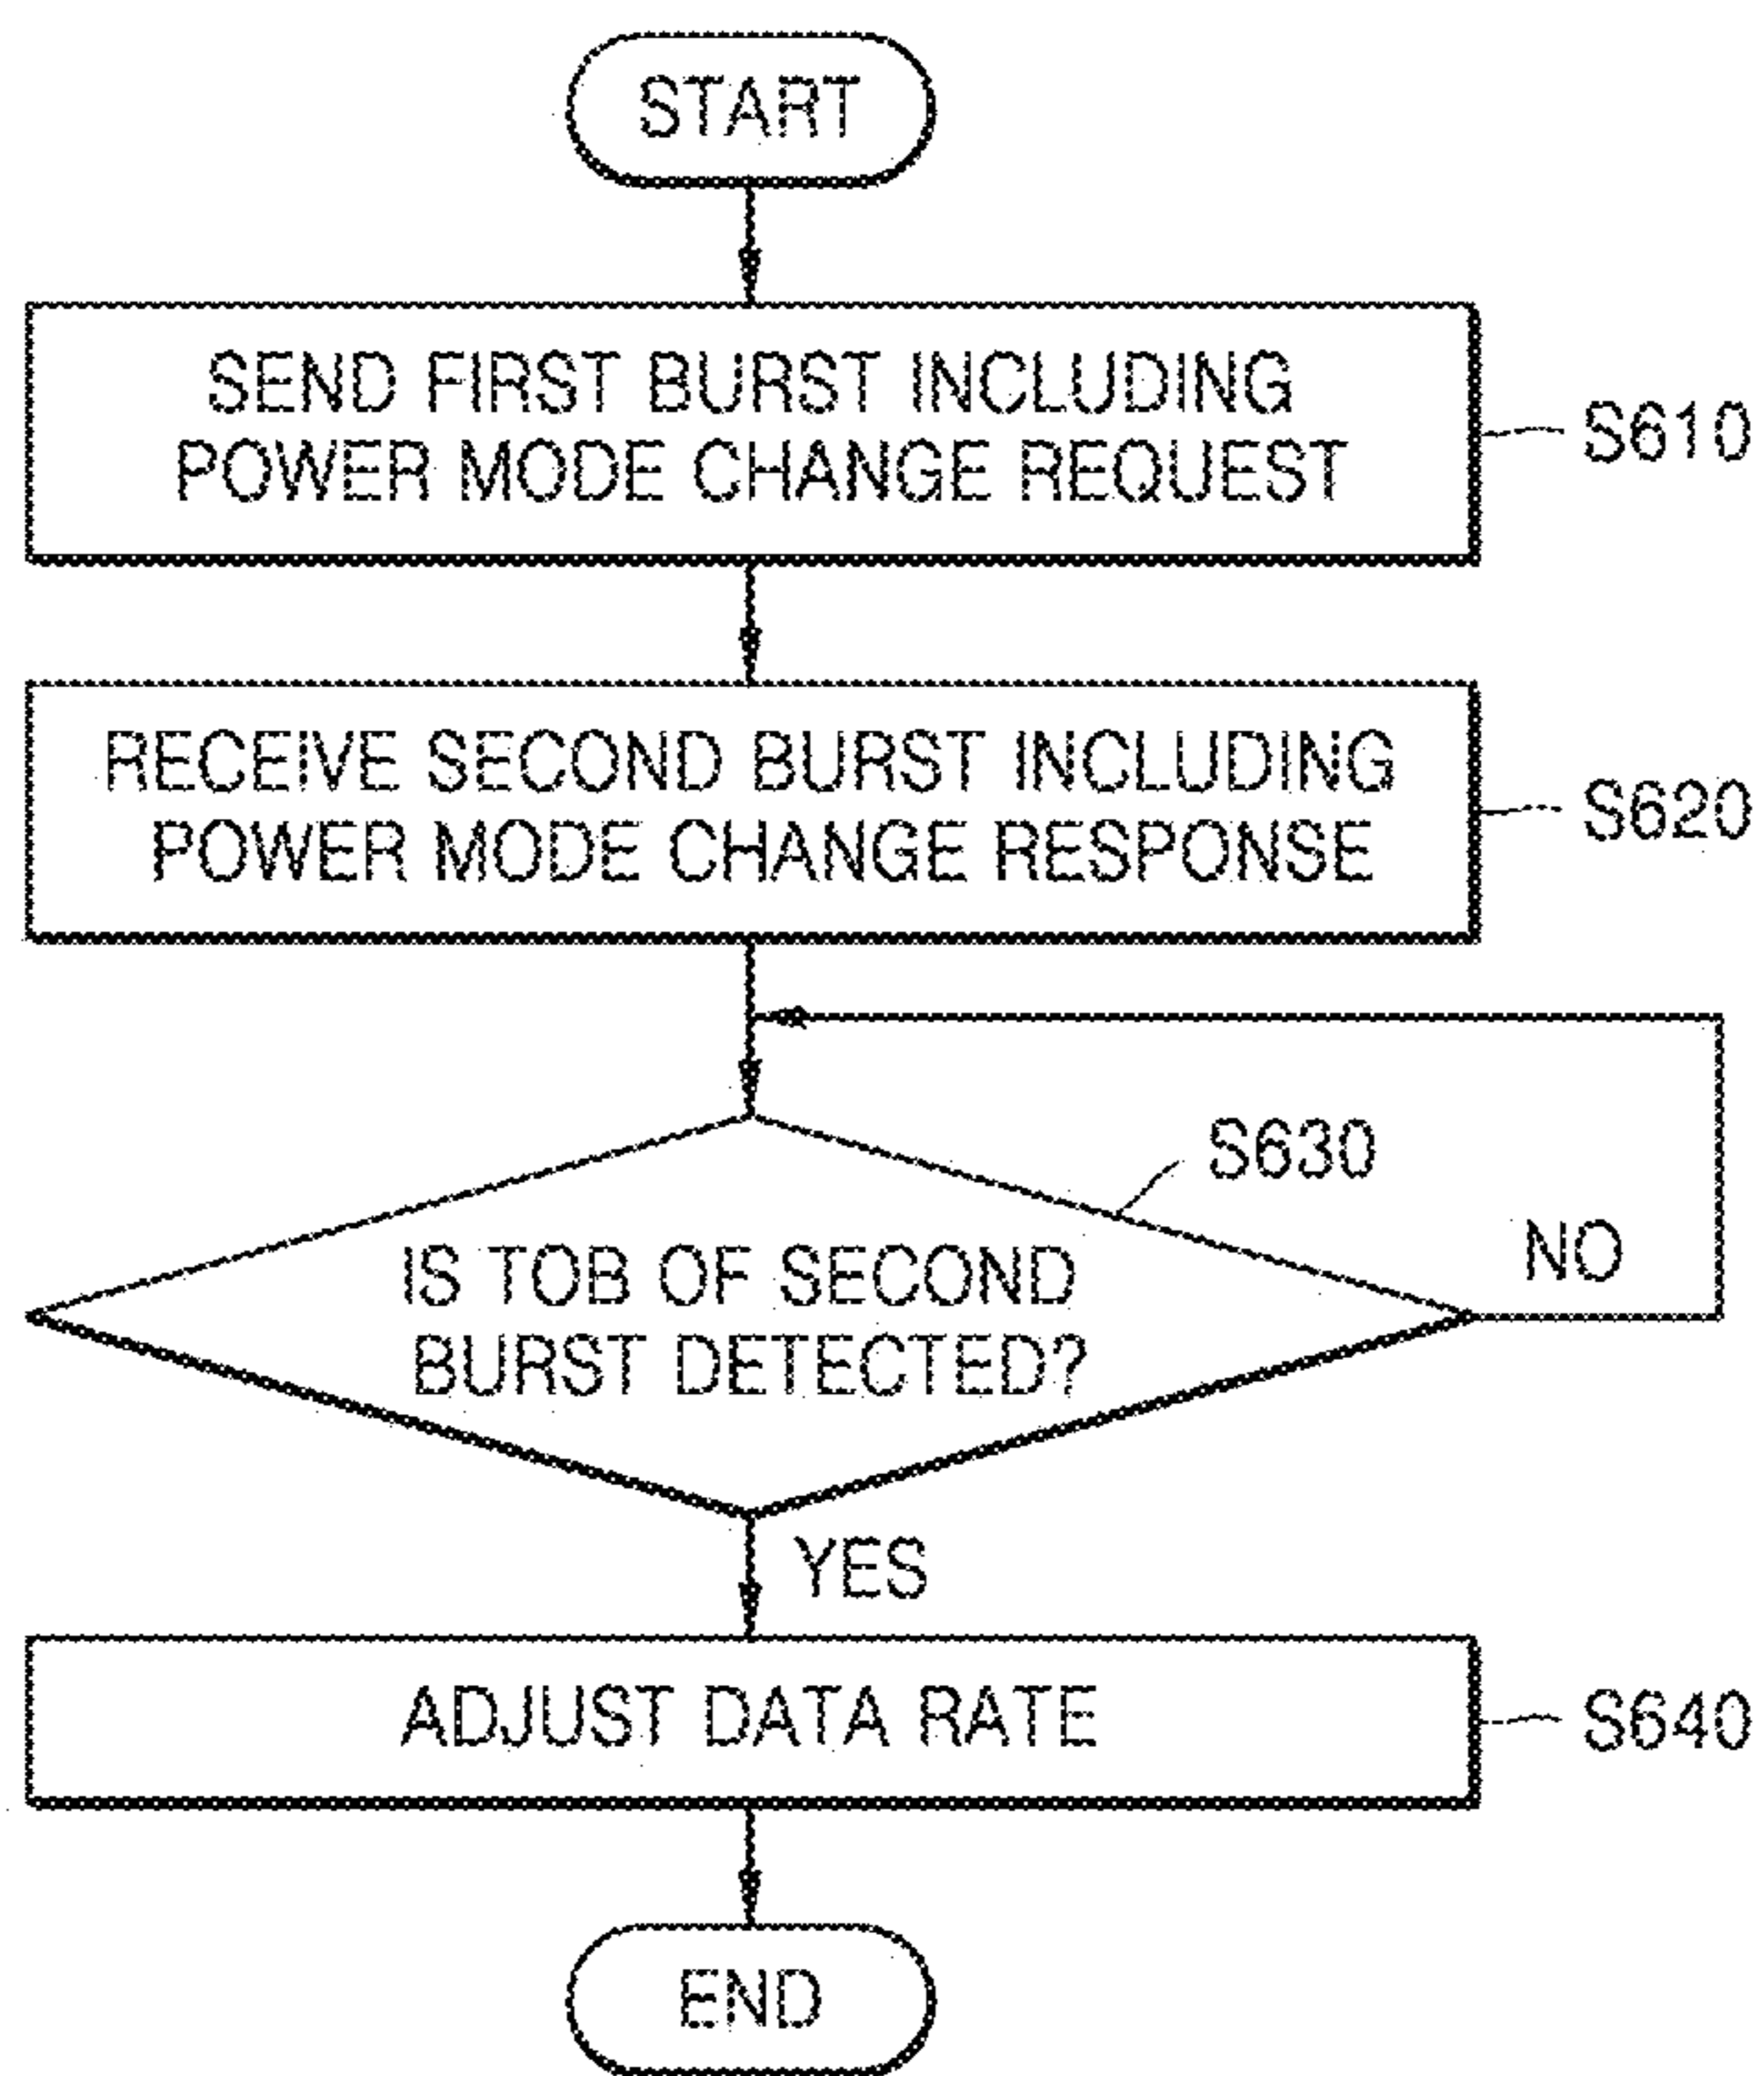 START
SEND FIRST BURST INCLUDING
POWER MODE CHANGE REQUEST
S610
RECEIVE SECOND BURST INCLUDING
POWER MODE CHANGE RESPONSE
S620
S630
NO
IS TOB OF SECOND
BURST DETECTED?
YES
ADJUST DATA RATE
S640
END